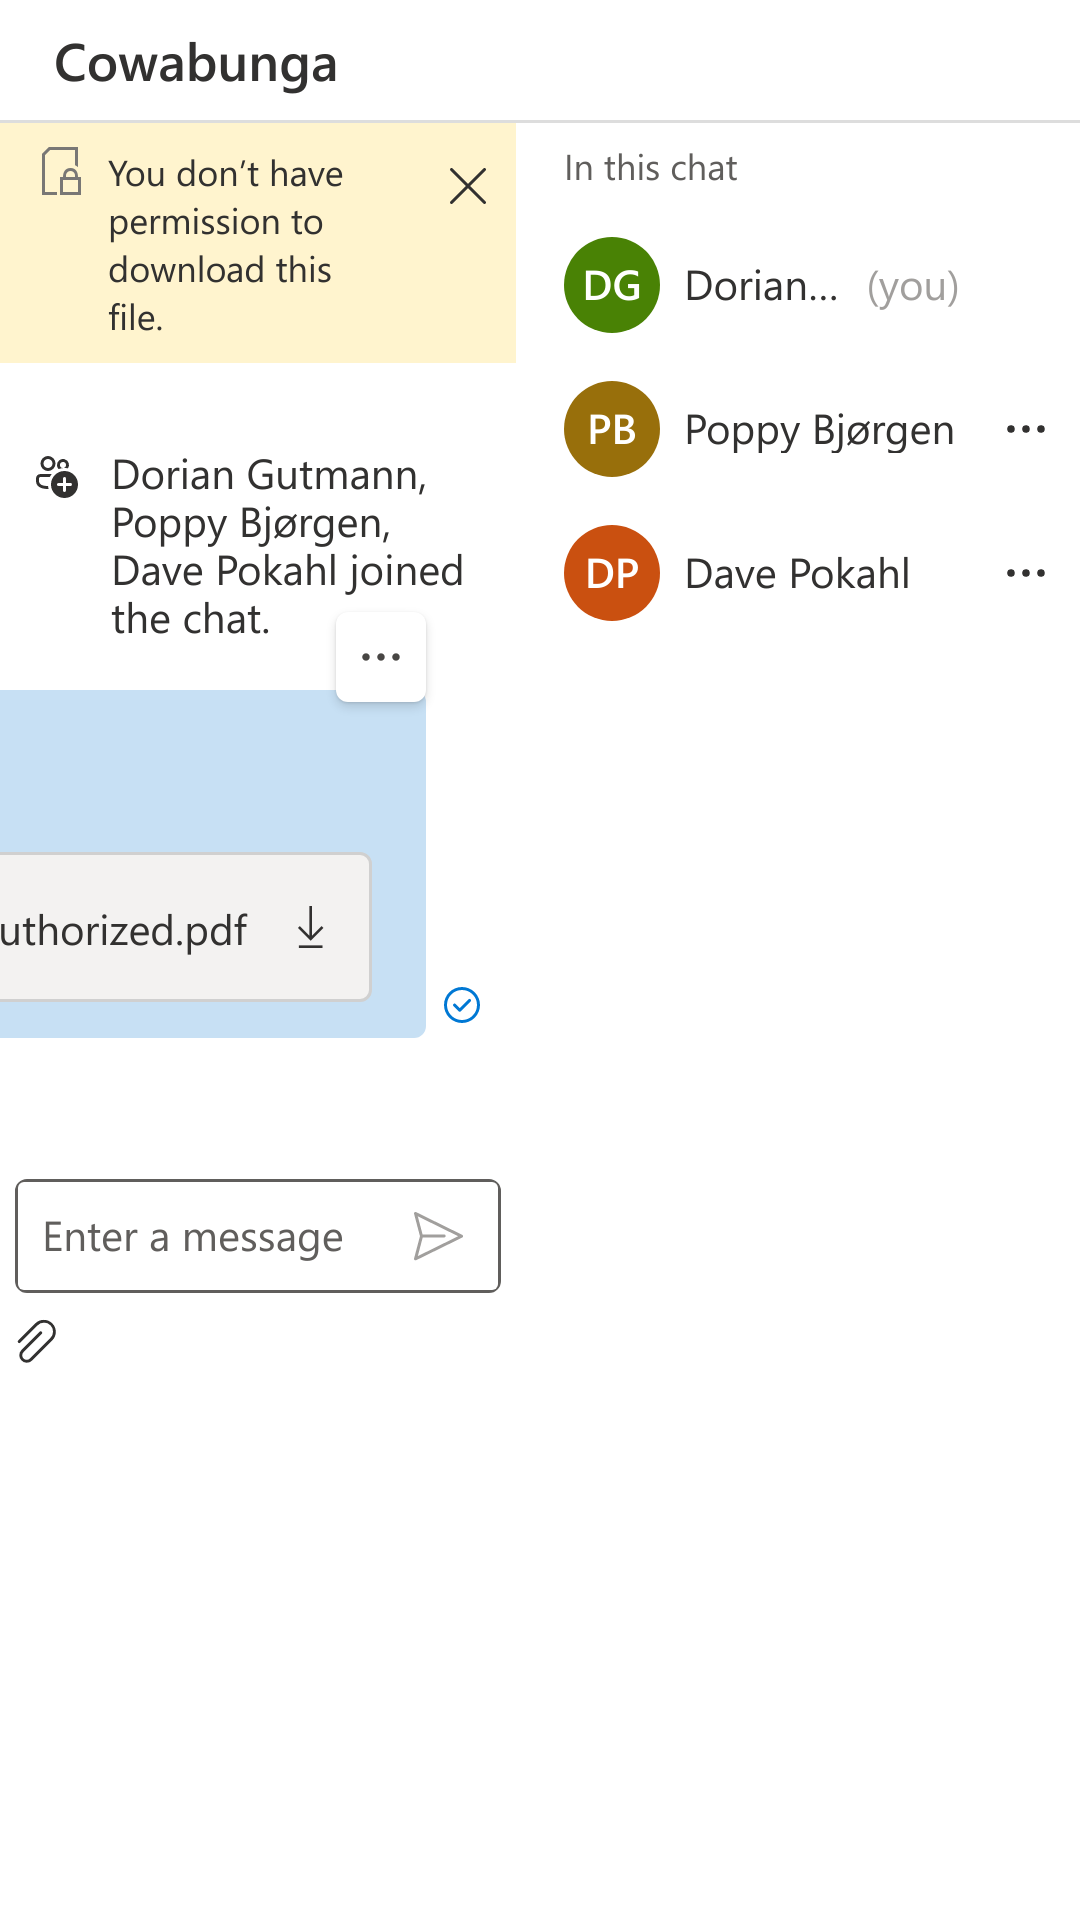 Cowabunga
You don’t have
permission to
download this
file.
Dorian Gutmann,
Poppy Bjørgen,
Dave Pokahl joined
the chat.
uthorized.pdf
Enter a message
In this chat
DG Dorian... (you)
PB Poppy Bjørgen
DP Dave Pokahl